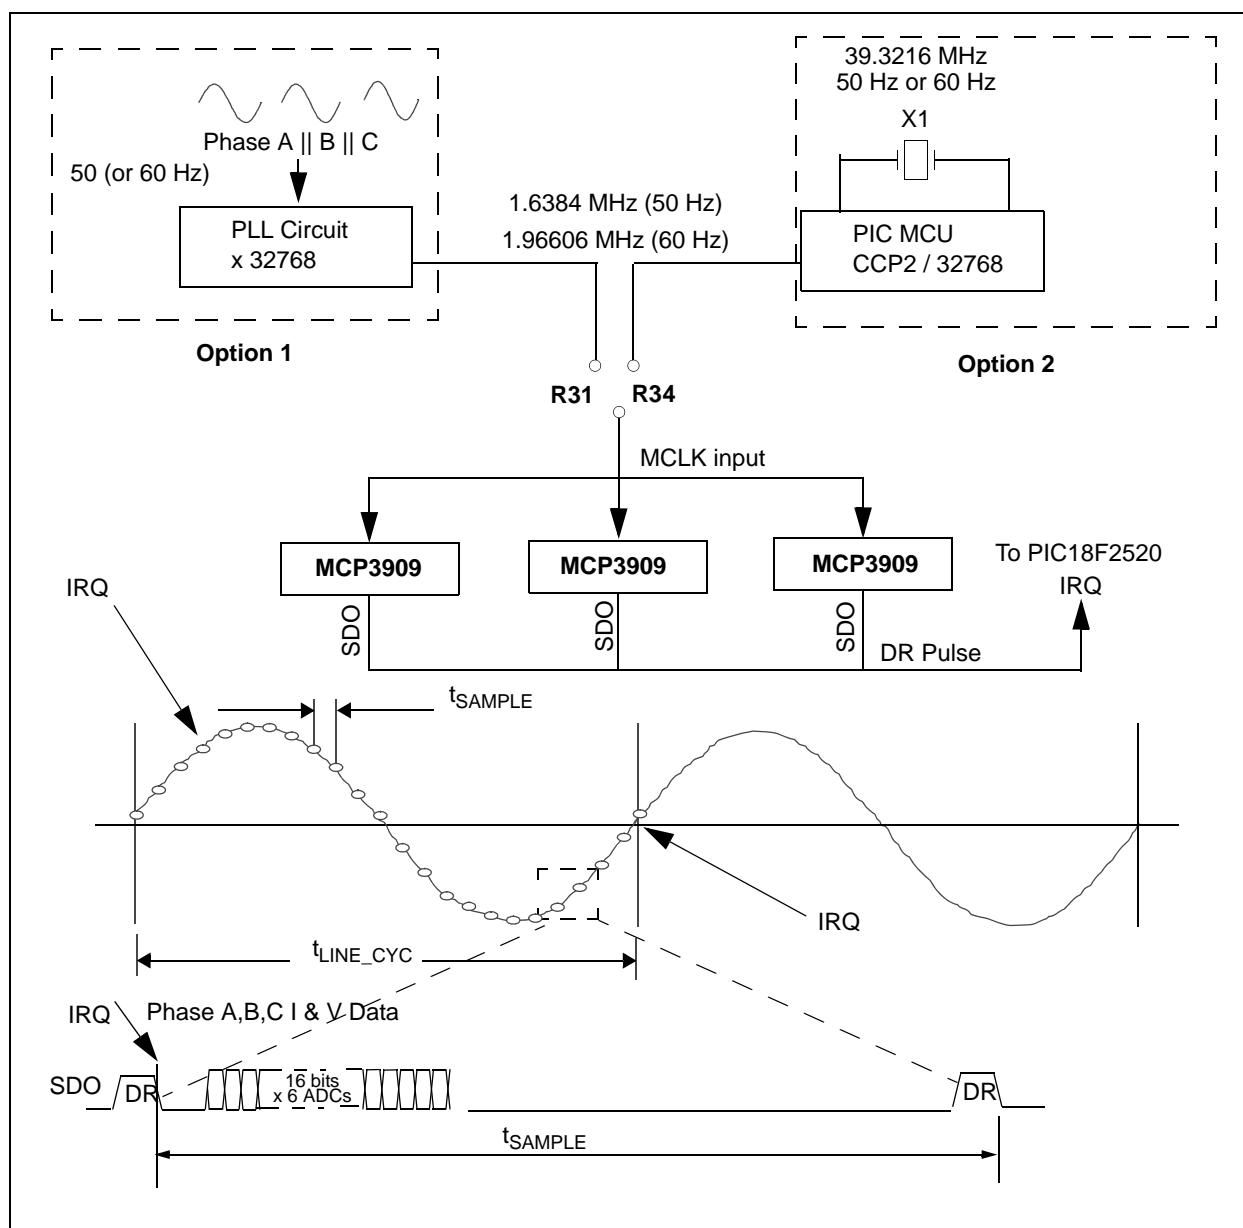 39.3216 MHz
50 Hz or 60 Hz
X1
Phase A || B || C
50 (or 60 Hz)
PLL Circuit
x 32768
1.6384 MHz (50 Hz)
1.96606 MHz (60 Hz)
PIC MCU
CCP2 / 32768
Option 1
Option 2
R31
R34
MCLK input
MCP3909
MCP3909
MCP3909
To PIC18F2520
IRQ
SDO
SDO
SDO
DR Pulse
IRQ
tSAMPLE
IRQ
tLINE_CYC
IRQ
Phase A,B,C I & V Data
SDO
DR
16 bits
x 6 ADCs
DR
tSAMPLE